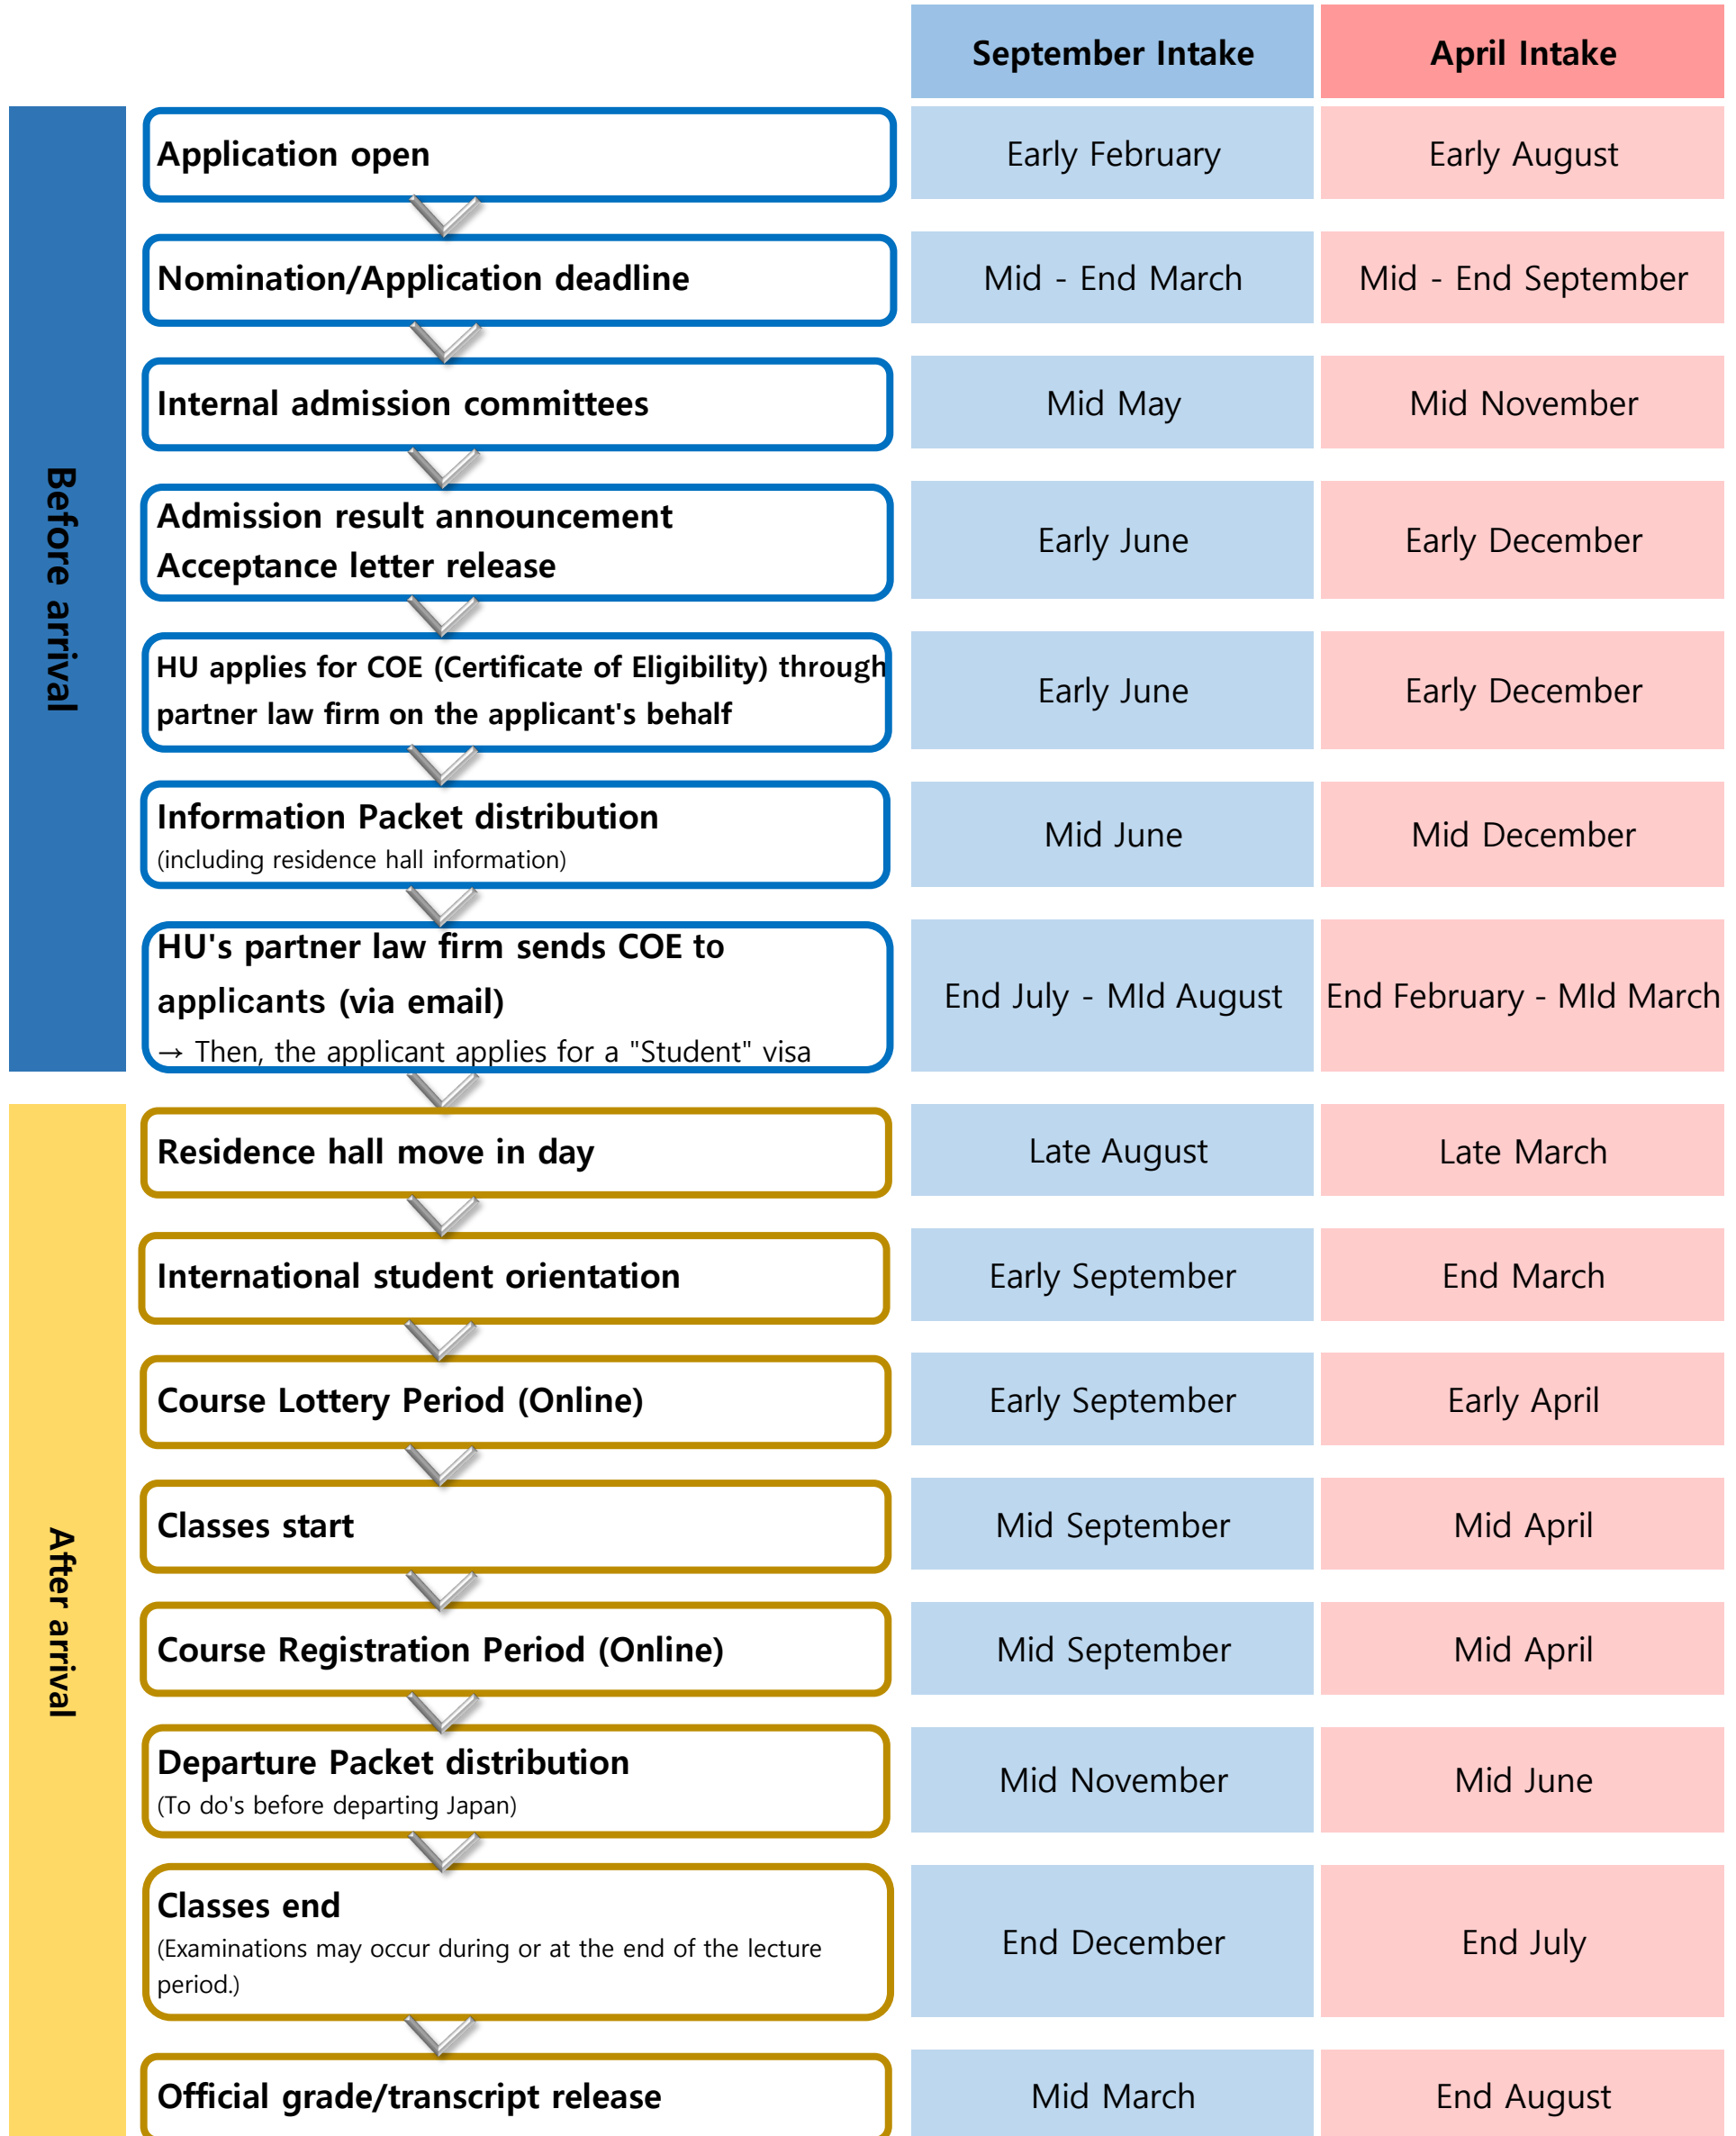 September Intake
April Intake
Before arrival
Application open
Early February
Early August
Nomination/Application deadline
Mid - End March
Mid - End September
Internal admission committees
Mid May
Mid November
Admission result announcement
Acceptance letter release
Early June
Early December
HU applies for COE (Certificate of Eligibility) through
partner law firm on the applicant's behalf
Early June
Early December
Information Packet distribution
(including residence hall information)
Mid June
Mid December
HU's partner law firm sends COE to
applicants (via email)
→ Then, the applicant applies for a "Student" visa
End July - MId August
End February - MId March
After arrival
Residence hall move in day
Late August
Late March
International student orientation
Early September
End March
Course Lottery Period (Online)
Early September
Early April
Classes start
Mid September
Mid April
Course Registration Period (Online)
Mid September
Mid April
Departure Packet distribution
(To do's before departing Japan)
Mid November
Mid June
Classes end
(Examinations may occur during or at the end of the lecture
period.)
End December
End July
Official grade/transcript release
Mid March
End August